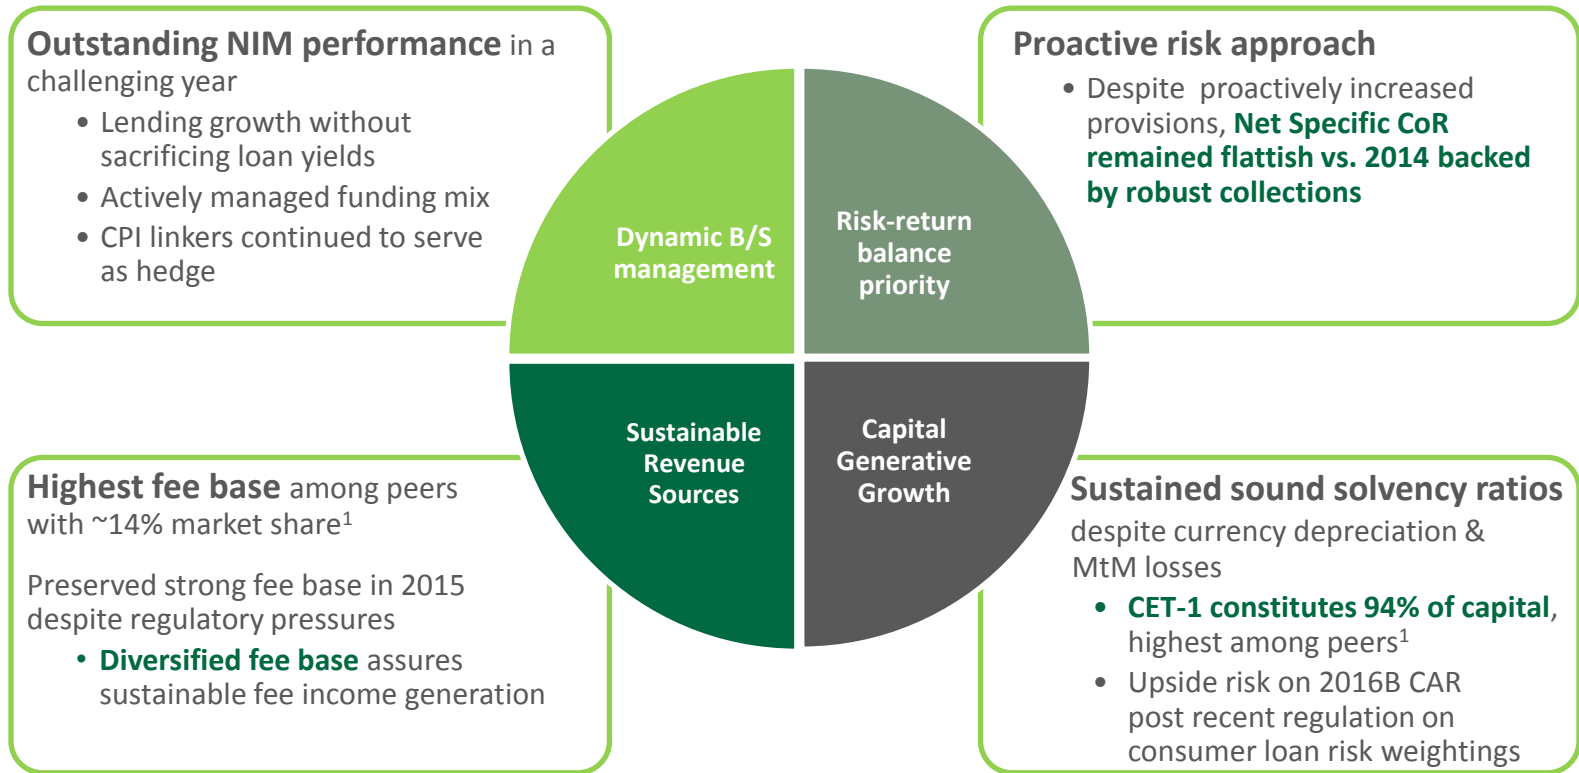 Outstanding NIM performance in a
challenging year
• Lending growth without
sacrificing loan yields
• Actively managed funding mix
• CPI linkers continued to serve
as hedge
Proactive risk approach
• Despite proactively increased
provisions, Net Specific CoR
remained flattish vs. 2014 backed
by robust collections
Dynamic B/S
management
Risk-return
balance
priority
Sustainable
Revenue
Sources
Capital
Generative
Growth
Highest fee base among peers
with ~14% market share¹
Preserved strong fee base in 2015
despite regulatory pressures
• Diversified fee base assures
sustainable fee income generation
Sustained sound solvency ratios
despite currency depreciation &
MtM losses
• CET-1 constitutes 94% of capital,
highest among peers¹
• Upside risk on 2016B CAR
post recent regulation on
consumer loan risk weightings